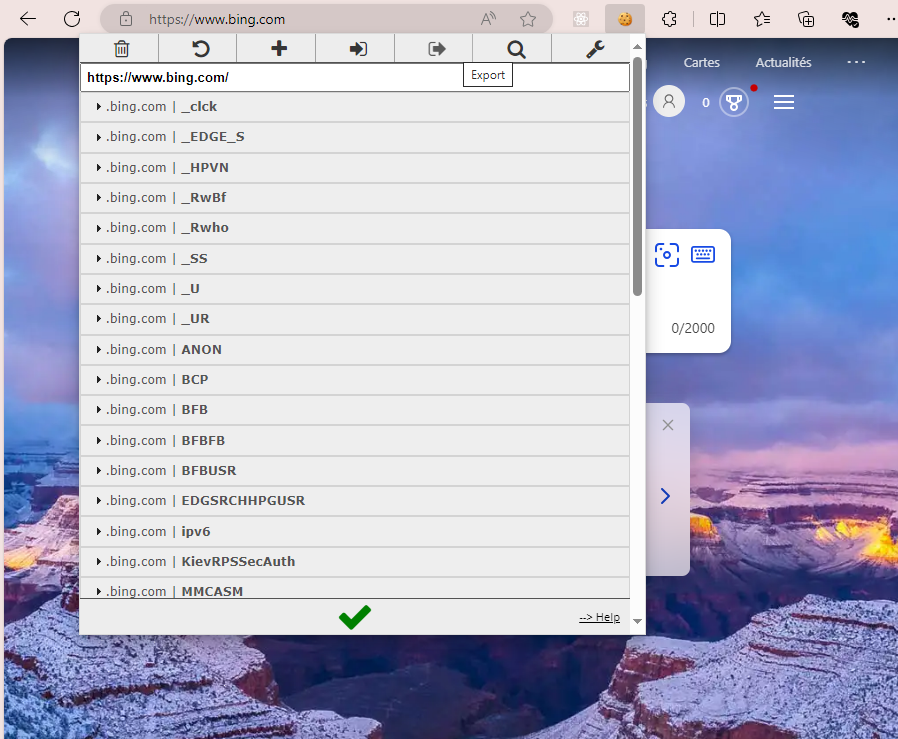 https://www.bing.com
Cartes
Actualités
https://www.bing.com/
Export
0
.bing.com | _clck
.bing.com | _EDGE_S
.bing.com | _HPVN
.bing.com | _RwBf
.bing.com | _Rwho
.bing.com | _SS
.bing.com | _U
.bing.com | _UR
0/2000
.bing.com | ANON
.bing.com | BCP
.bing.com | BFB
.bing.com | BFBFB
.bing.com | BFBUSR
.bing.com | EDGSRCHHPGUSR
.bing.com | ipv6
.bing.com | KievRPSSecAuth
.bing.com | MMCASM
--> Help